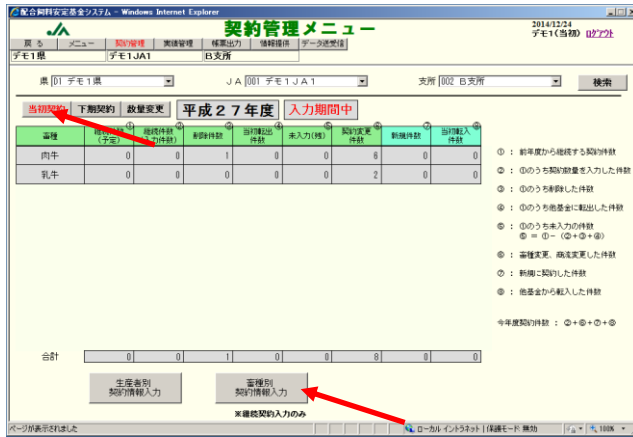 配合飼料安定基金システム - Windows Internet Explorer
JA
契約管理メニュー
2014/12/24
デモ1(当初) ログアウト
戻る メニュー 契約管理 実績管理 帳票出力 情報提供 データ送受信
デモ1県 デモ1JA1 B支所
県 01 デモ1県 JA 001 デモ1JA1 支所 002 B支所 検索
当初契約 下期契約 数量変更 平成27年度 入力期間中
畜種 ① ② 継続件数(入力件数) 削除件数 ③ 当初転出件数 ④ 未入力(残) ⑤ 契約変更件数 ⑥ 新規件数 ⑦ 当初転入件数 ⑧
肉牛 0 0 1 0 0 6 0 0
乳牛 0 0 0 0 0 2 0 0
① : 前年度から継続する契約件数
② : ①のうち契約数量を入力した件数
③ : ①のうち削除した件数
④ : ①のうち他基金に転出した件数
⑤ : ①のうち未入力の件数
⑤ = ①-(②+③+④)
⑥ : 畜種変更、商流変更した件数
⑦ : 新規に契約した件数
⑧ : 他基金から転入した件数
今年度契約件数 : ②+⑥+⑦+⑧
合計 0 0 1 0 0 8 0 0
生産者別
契約情報入力
畜種別
契約情報入力
※継続契約入力のみ
ページが表示されました ローカル イントラネット | 保護モード: 無効 100%